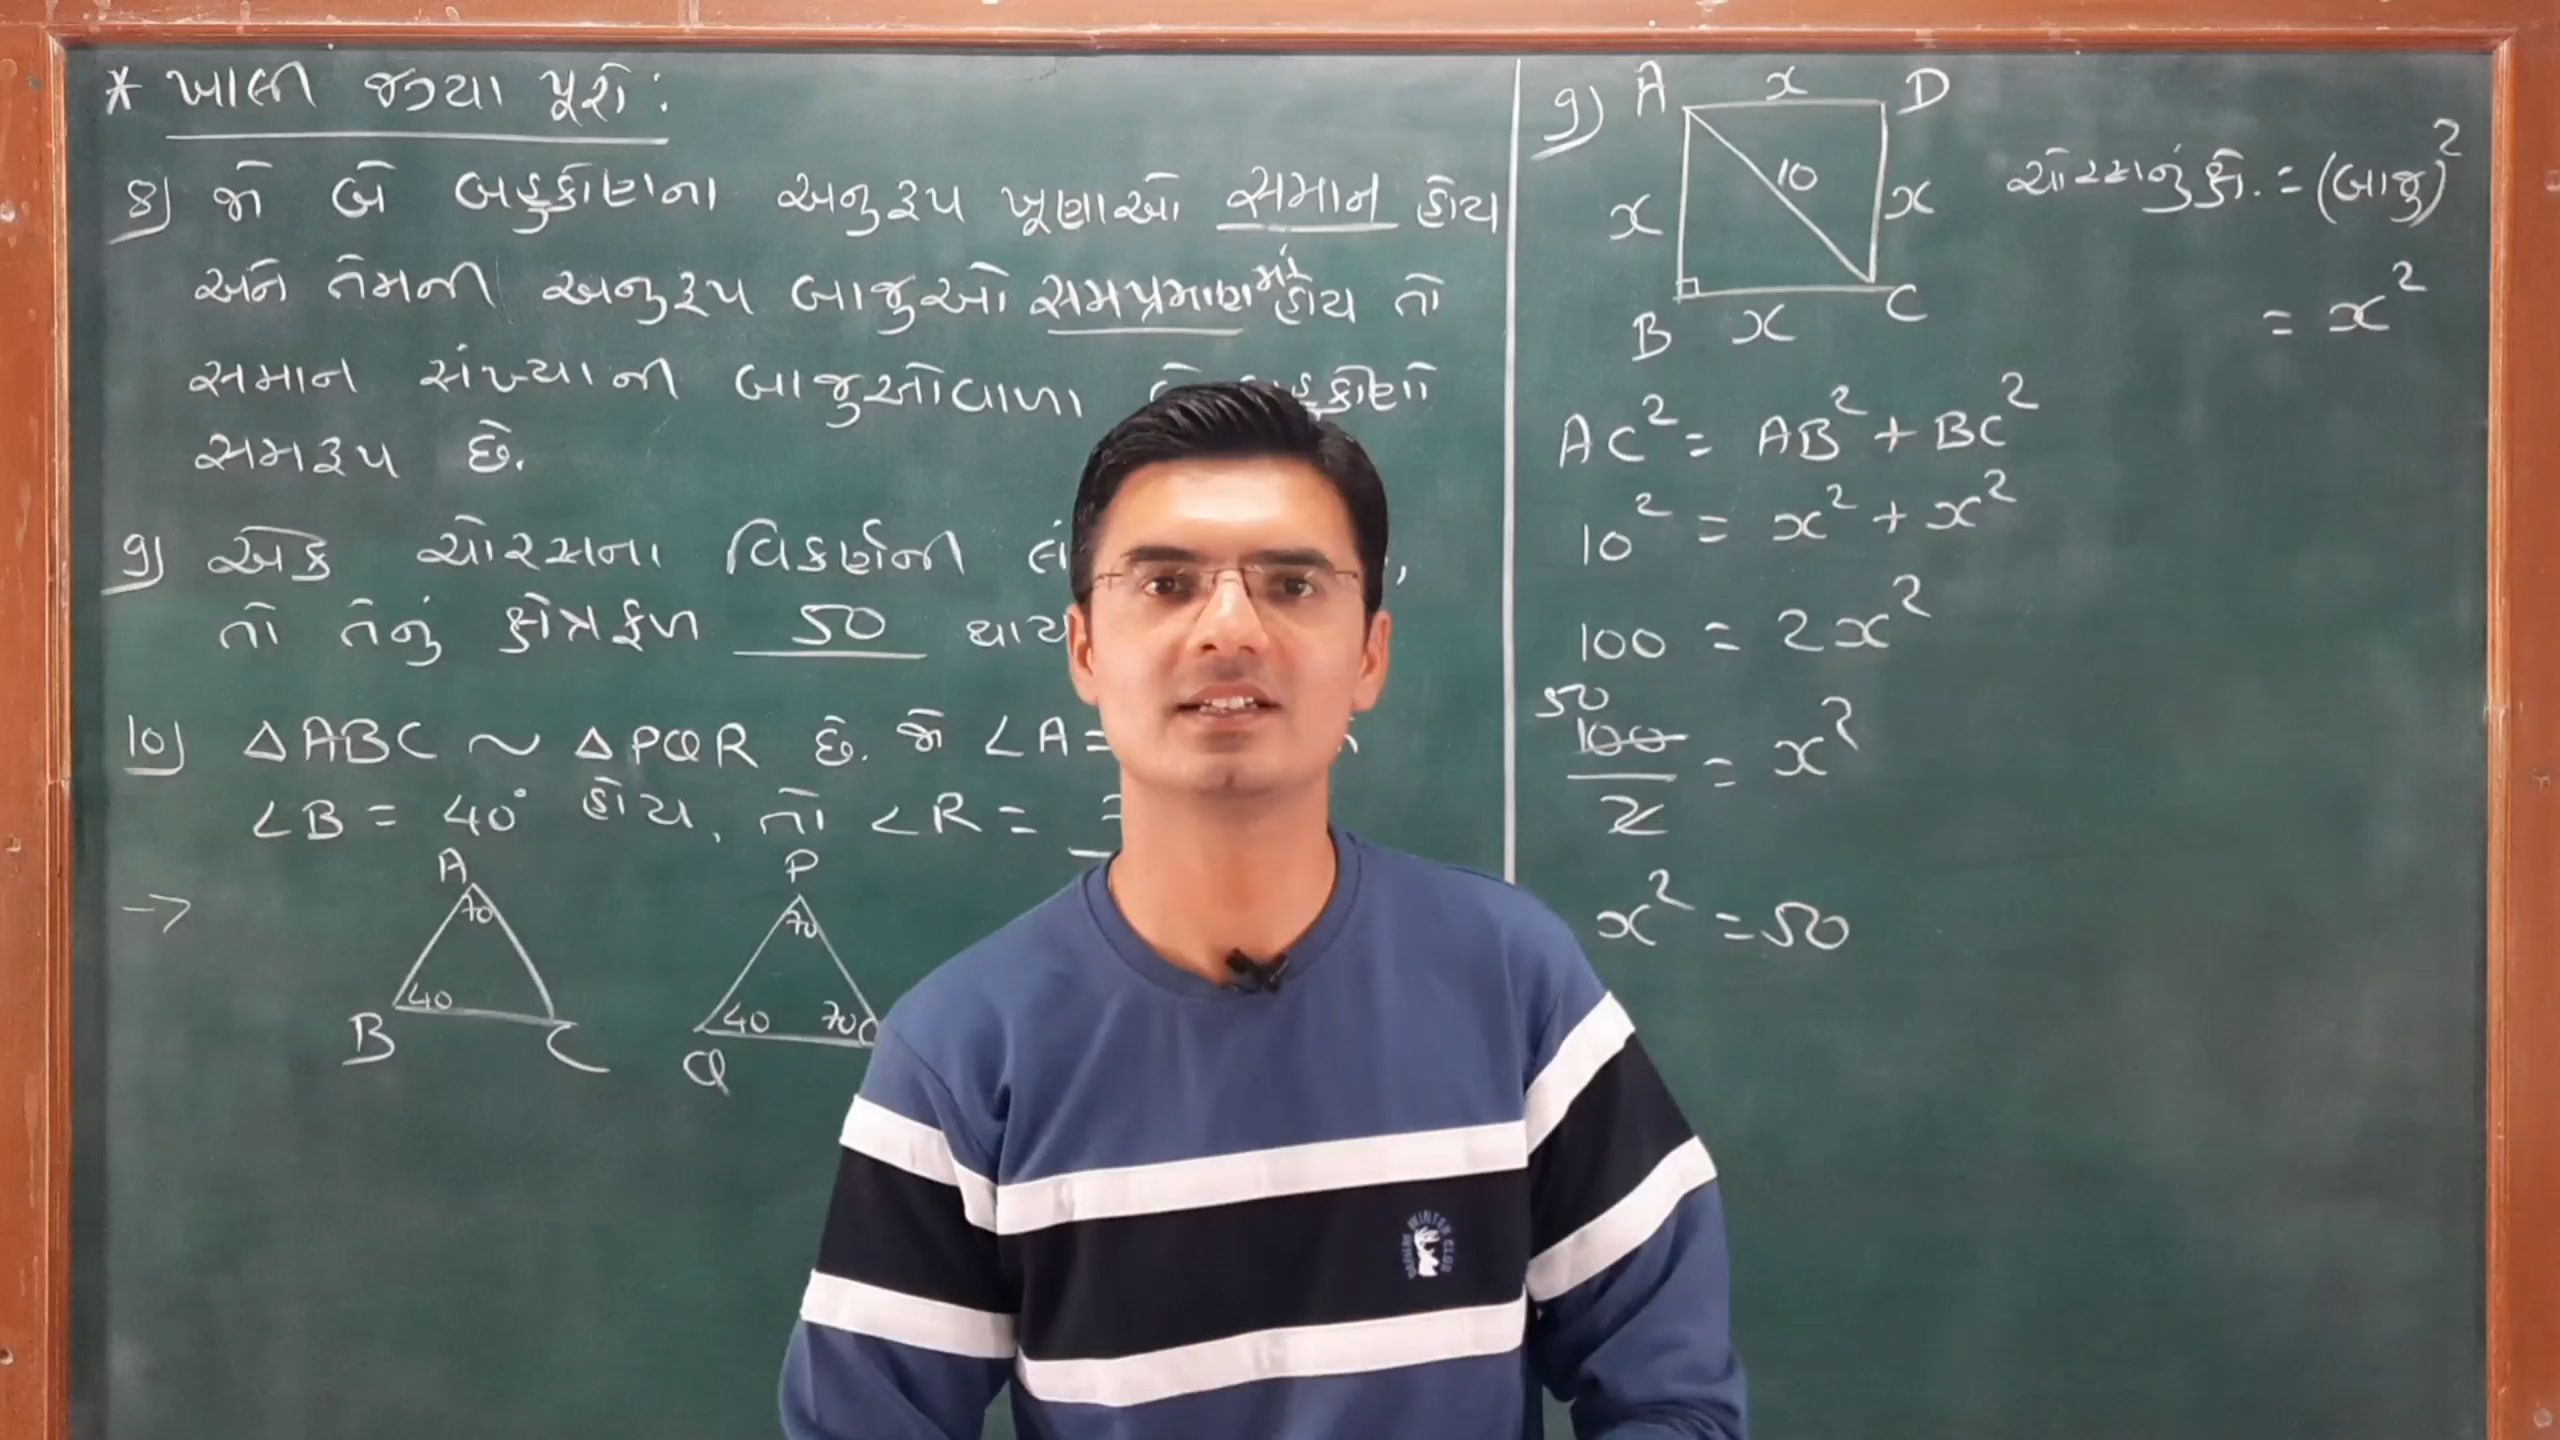 * ખાલી જગ્યા પૂરો:
8) જો બે બહુકોણના અનુરૂપ ખૂણાઓ સમાન હોય
અને તેમની અનુરૂપ બાજુઓ સમપ્રમાણમાં હોય તો
સમાન સંખ્યાની બાજુઓવાળા બહુકોણો
સમરૂપ છે.
9) એક ચોરસના વિકર્ણની
તો તેનું ક્ષેત્રફળ 50 થાય
10) △ABC ~ △PQR છે. જો ∠A=
∠B = 40° હોય, તો ∠R =
→
A
70
B
40
C
P
70
Q
40
70
9)
A
x
D
x
10
x
B
x
C
ચોરસનું ક્ષે. = (બાજુ)²
= x²
AC² = AB² + BC²
10² = x² + x²
100 = 2x²
50
100/2 = x²
x² = 50